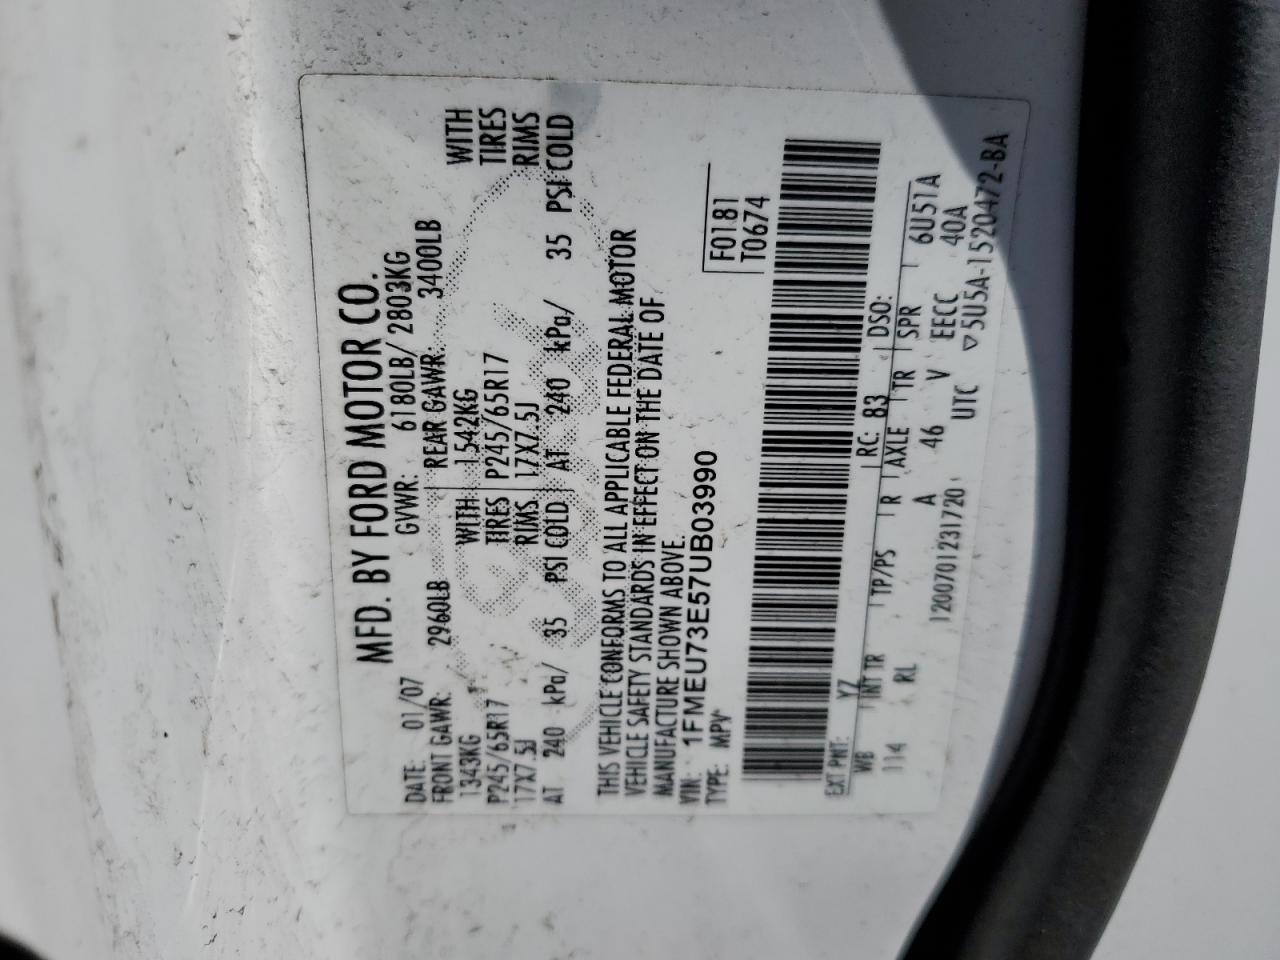 MFD. BY FORD MOTOR CO.
DATE: 01/07 GVWR: 6180LB/ 2803KG
FRONT GAWR: 2960LB REAR GAWR: 3400LB
1343KG WITH 1542KG WITH
P245/65R17 TIRES P245/65R17 TIRES
17X7.5J RIMS 17X7.5J RIMS
AT 240 kPa/ 35 PSI COLD AT 240 kPa/ 35 PSI COLD
THIS VEHICLE CONFORMS TO ALL APPLICABLE FEDERAL MOTOR
VEHICLE SAFETY STANDARDS IN EFFECT ON THE DATE OF
MANUFACTURE SHOWN ABOVE.
VIN: 1FMEU73E57UB03990 F0181
TYPE: MPV T0674
EXT PNT: YZ RC: 83 DSO:
WB INT TR TP/PS R AXLE TR SPR 6U51A
114 RL A 46 V EECC 40A
12007012317201 UTC ▽5U5A-1520472-BA